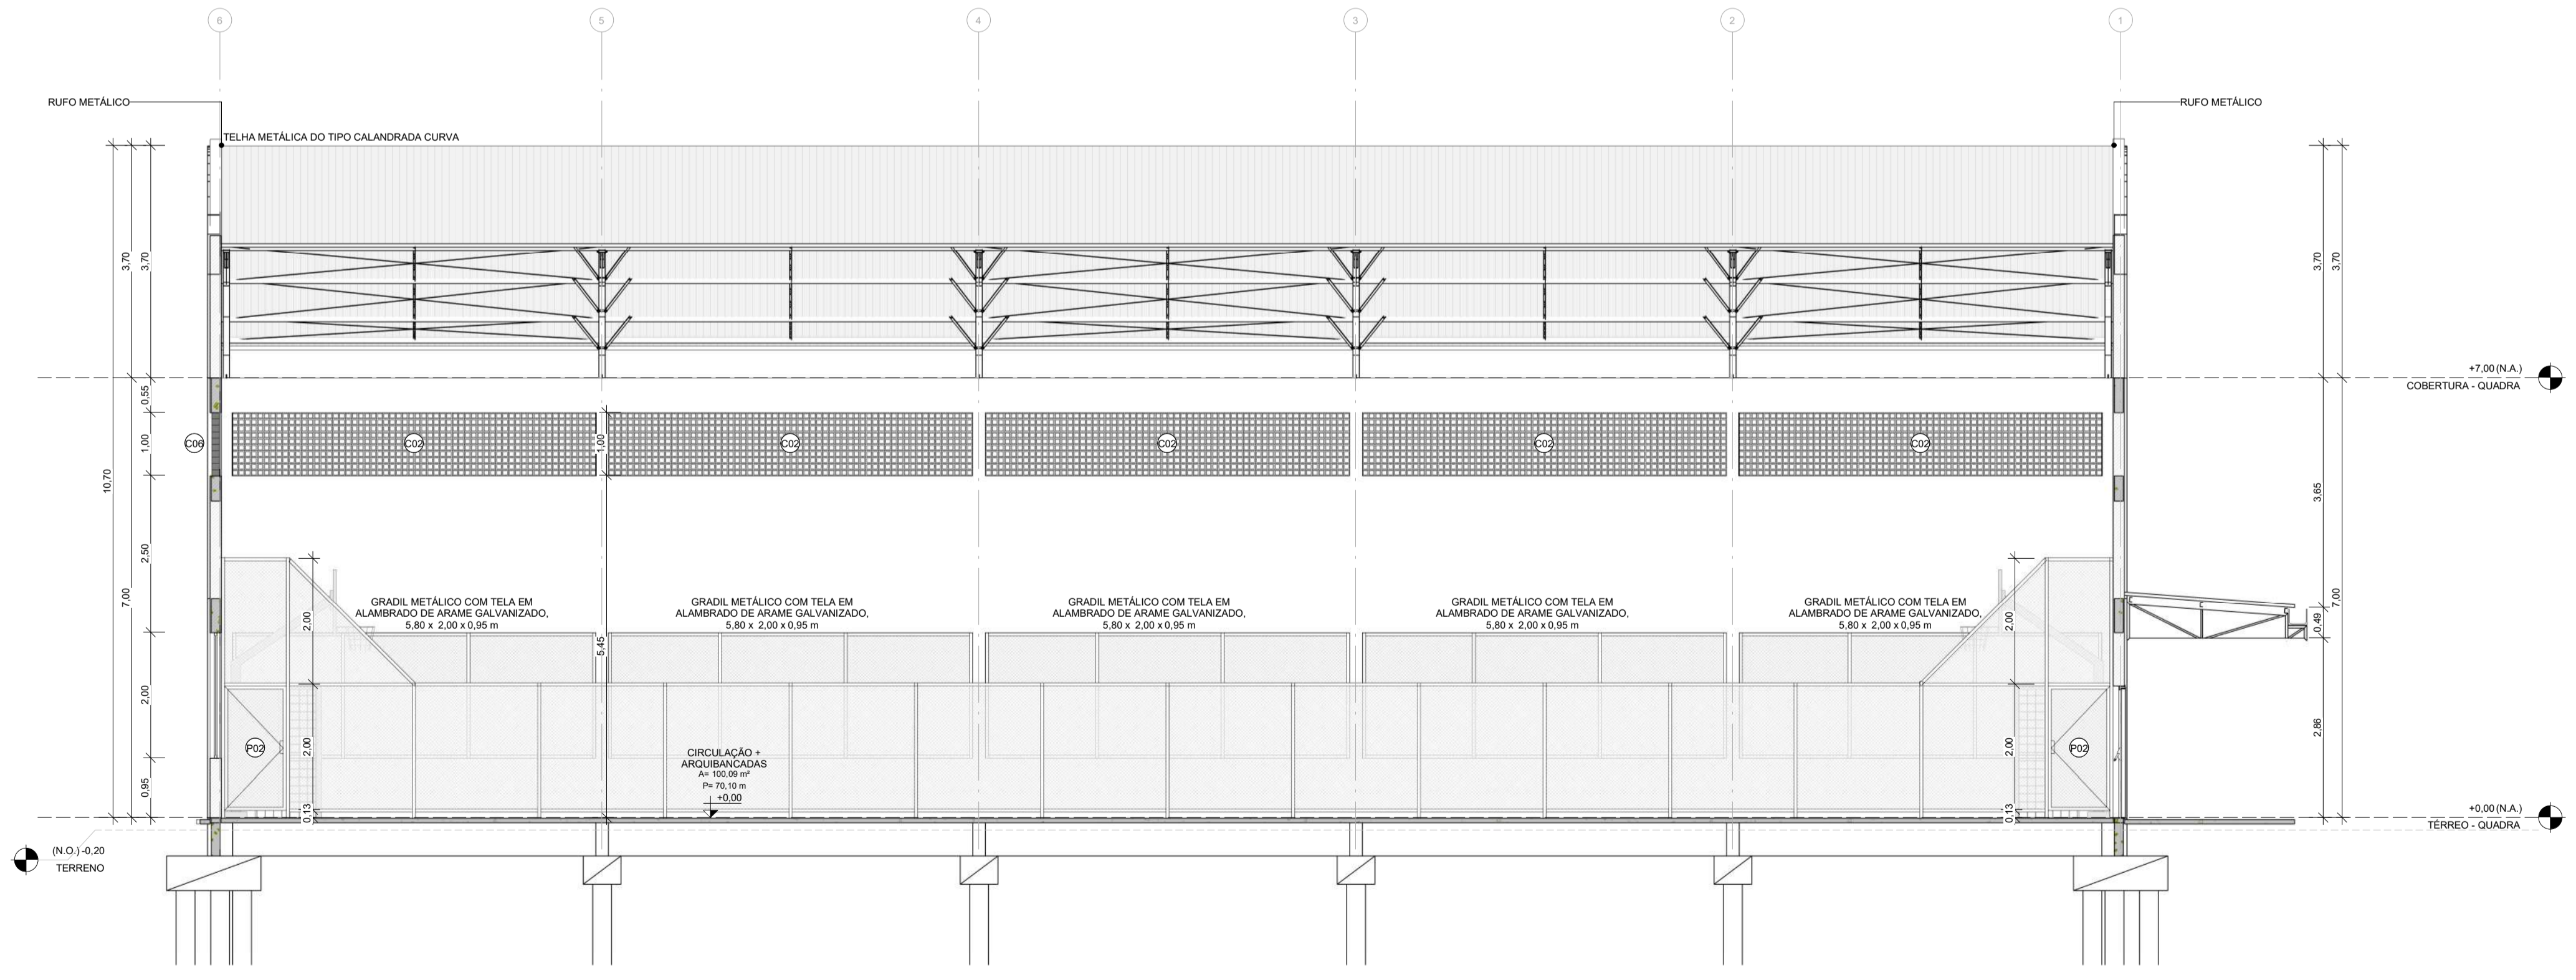 6
5
4
3
2
1
RUFO METÁLICO
RUFO METÁLICO
TELHA METÁLICA DO TIPO CALANDRADA CURVA
3,70
3,70
3,70
3,70
+7,00 (N.A.)
COBERTURA - QUADRA
0,55
C06
1,00
C02
1,00
C02
C02
C02
C02
10,70
7,00
2,50
2,00
0,95
3,65
7,00
0,49
2,86
GRADIL METÁLICO COM TELA EM
ALAMBRADO DE ARAME GALVANIZADO,
5,80 x 2,00 x 0,95 m
GRADIL METÁLICO COM TELA EM
ALAMBRADO DE ARAME GALVANIZADO,
5,80 x 2,00 x 0,95 m
GRADIL METÁLICO COM TELA EM
ALAMBRADO DE ARAME GALVANIZADO,
5,80 x 2,00 x 0,95 m
GRADIL METÁLICO COM TELA EM
ALAMBRADO DE ARAME GALVANIZADO,
5,80 x 2,00 x 0,95 m
GRADIL METÁLICO COM TELA EM
ALAMBRADO DE ARAME GALVANIZADO,
5,80 x 2,00 x 0,95 m
2,00
5,45
2,00
P02
2,00
0,13
CIRCULAÇÃO +
ARQUIBANCADAS
A= 100,09 m²
P= 70,10 m
+0,00
2,00
0,13
P02
+0,00 (N.A.)
TÉRREO - QUADRA
(N.O.) -0,20
TERRENO